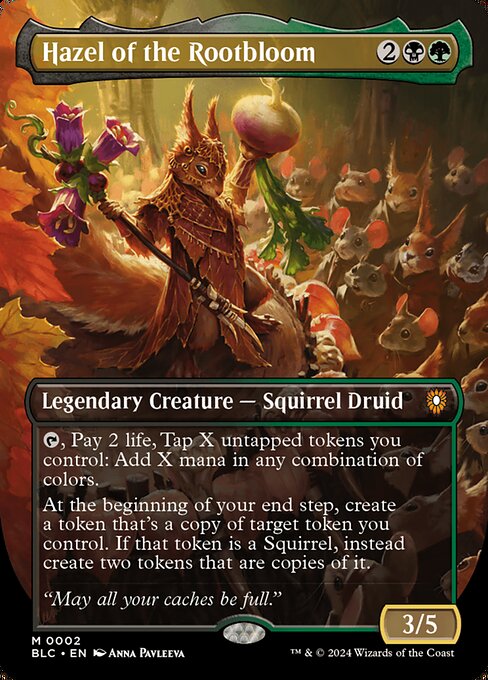 Hazel of the Rootbloom 2
Legendary Creature — Squirrel Druid
, Pay 2 life, Tap X untapped tokens you
control: Add X mana in any combination of
colors.
At the beginning of your end step, create
a token that's a copy of target token you
control. If that token is a Squirrel, instead
create two tokens that are copies of it.
“May all your caches be full.”
3/5
M 0002
BLC • EN Anna Pavleeva
™ & © 2024 Wizards of the Coast